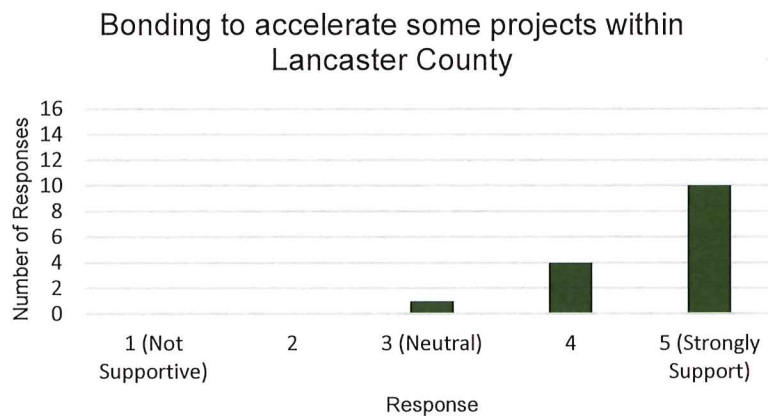 Bonding to accelerate some projects within
Lancaster County
Number of Responses
16
14
12
10
8
6
4
2
0
1 (Not
Supportive)
2
3 (Neutral)
4
5 (Strongly
Support)
Response